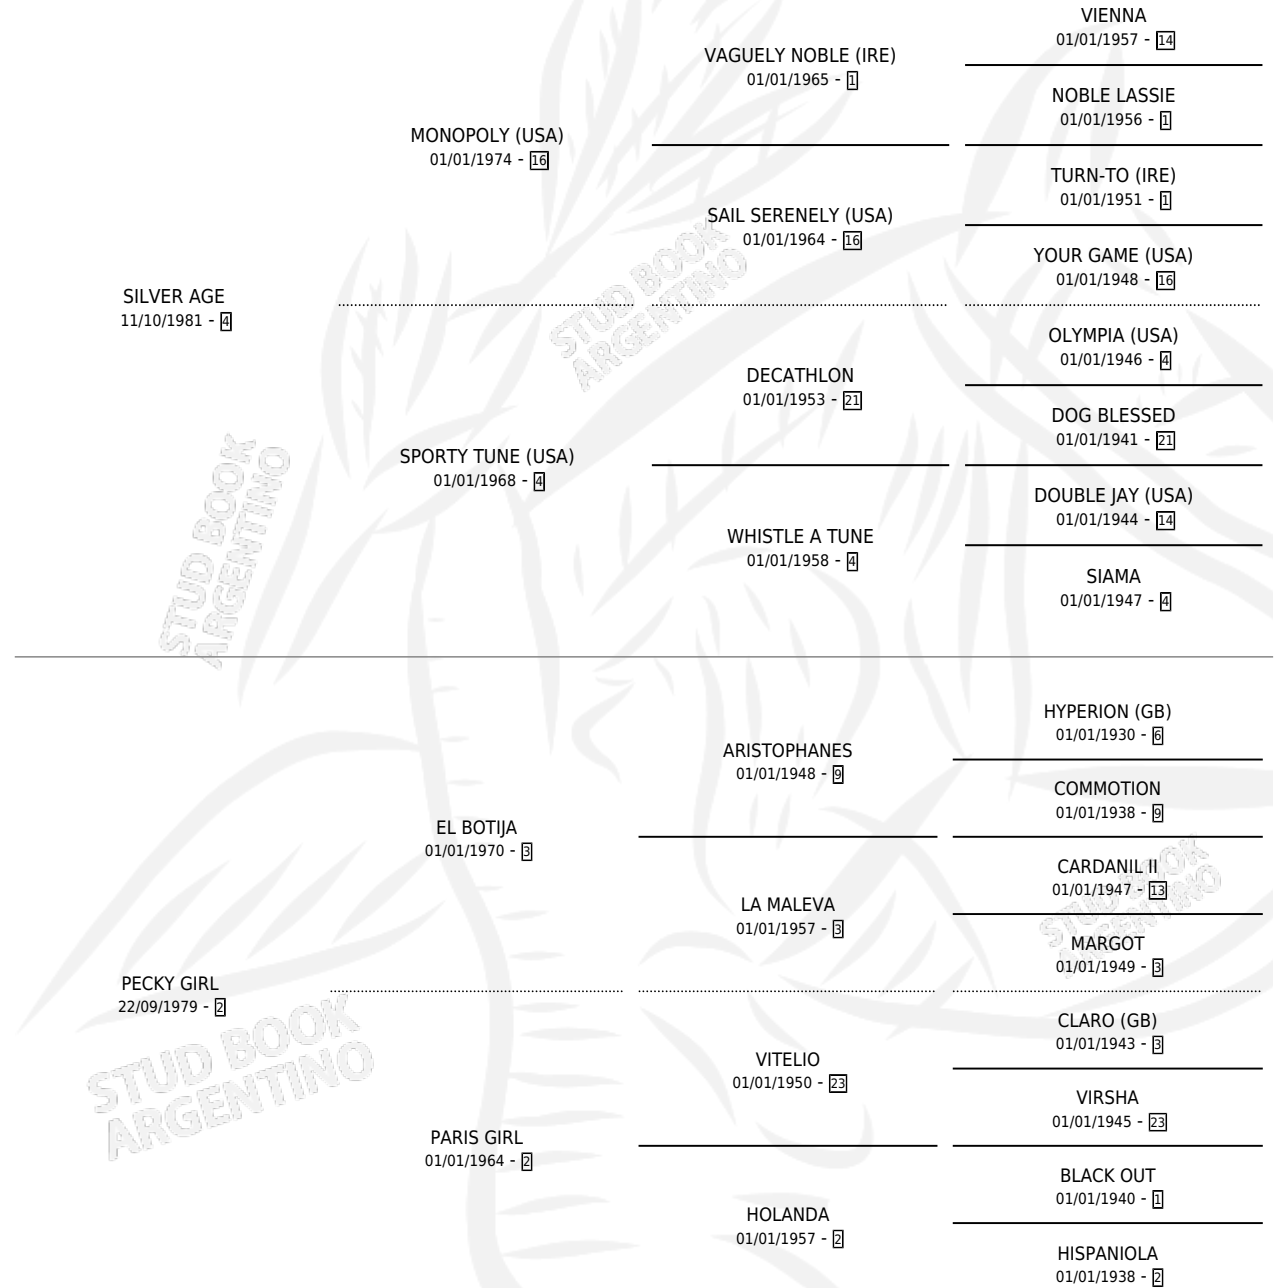 VIENNA
01/01/1957 - 14
VAGUELY NOBLE (IRE)
01/01/1965 - 1
NOBLE LASSIE
01/01/1956 - 1
MONOPOLY (USA)
01/01/1974 - 16
TURN-TO (IRE)
01/01/1951 - 1
SAIL SERENELY (USA)
01/01/1964 - 16
YOUR GAME (USA)
01/01/1948 - 16
SILVER AGE
11/10/1981 - 4
OLYMPIA (USA)
01/01/1946 - 4
DECATHLON
01/01/1953 - 21
DOG BLESSED
01/01/1941 - 21
SPORTY TUNE (USA)
01/01/1968 - 4
DOUBLE JAY (USA)
01/01/1944 - 14
WHISTLE A TUNE
01/01/1958 - 4
SIAMA
01/01/1947 - 4
HYPERION (GB)
01/01/1930 - 6
ARISTOPHANES
01/01/1948 - 9
COMMOTION
01/01/1938 - 9
EL BOTIJA
01/01/1970 - 3
CARDANIL II
01/01/1947 - 13
LA MALEVA
01/01/1957 - 3
MARGOT
01/01/1949 - 3
PECKY GIRL
22/09/1979 - 2
CLARO (GB)
01/01/1943 - 3
VITELIO
01/01/1950 - 23
VIRSHA
01/01/1945 - 23
PARIS GIRL
01/01/1964 - 2
BLACK OUT
01/01/1940 - 1
HOLANDA
01/01/1957 - 2
HISPANIOLA
01/01/1938 - 2
STUD BOOK
ARGENTINO
STUD BOOK
ARGENTINO
STUD BOOK
ARGENTINO
STUD BOOK
ARGENTINO